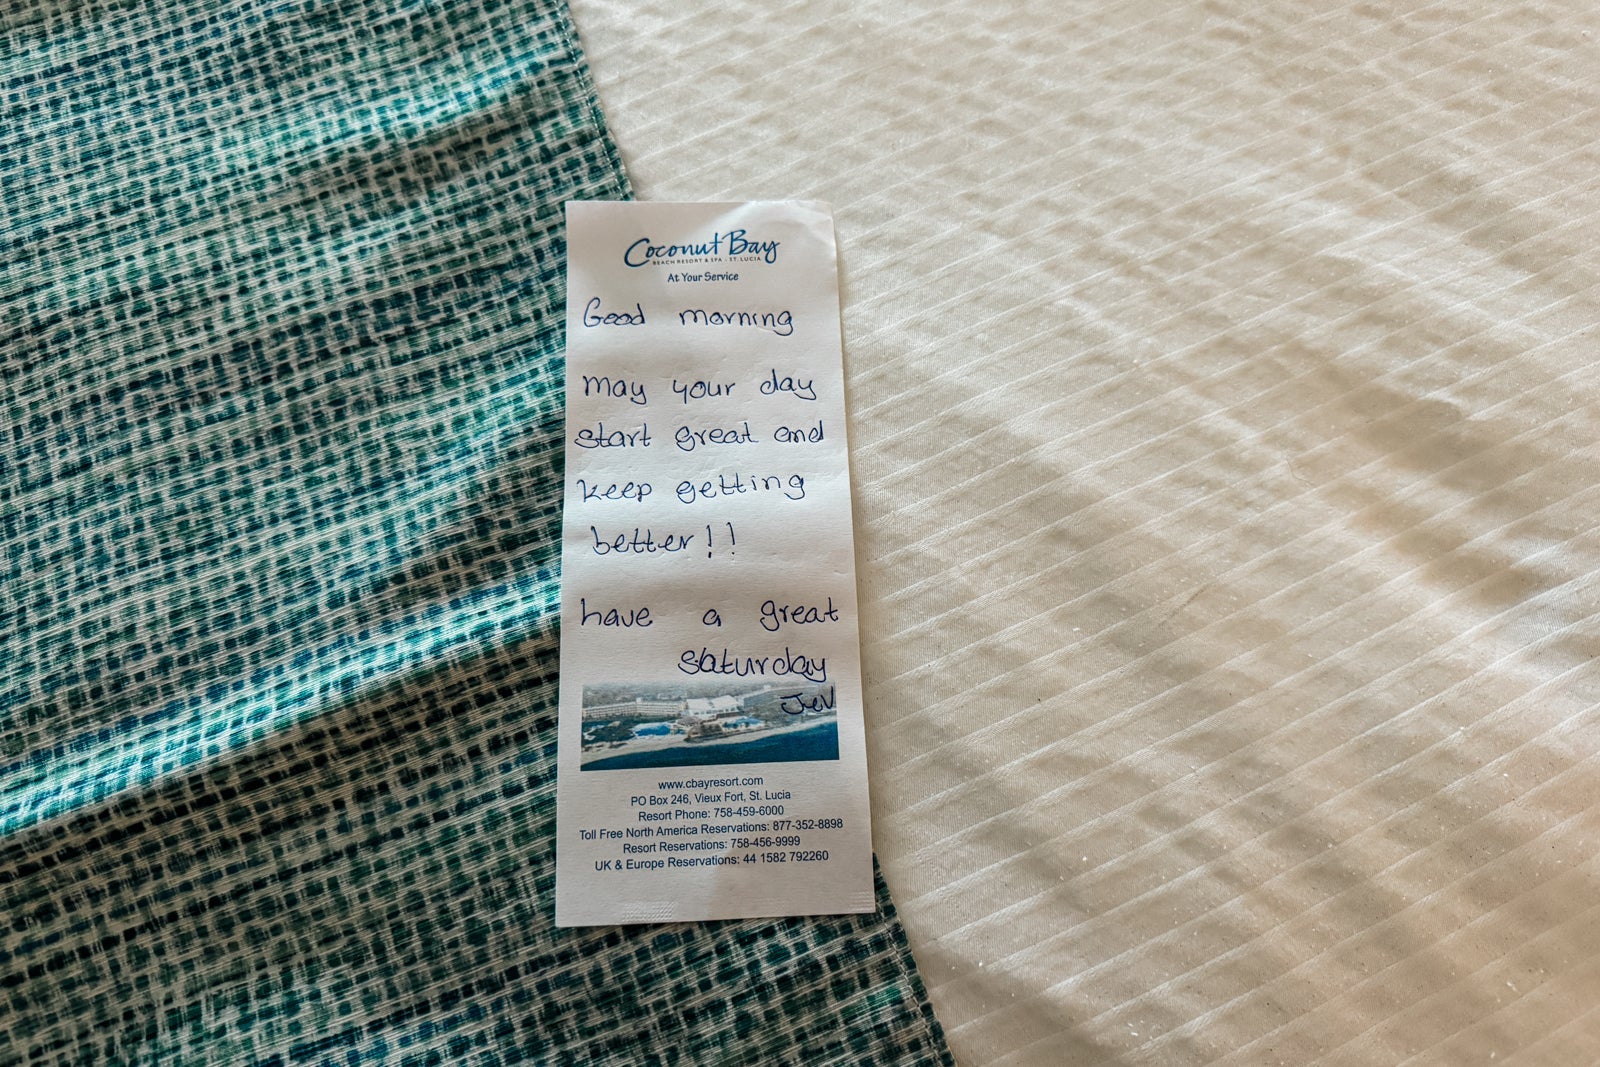 Coconut Bay
BEACH RESORT & SPA - ST. LUCIA
At Your Service
Good morning
may your day
start great and
keep getting
better!!
have a great
saturday
www.cbayresort.com
PO Box 246, Vieux Fort, St. Lucia
Resort Phone: 758-459-6000
Toll Free North America Reservations: 877-352-8898
Resort Reservations: 758-456-9999
UK & Europe Reservations: 44 1582 792260